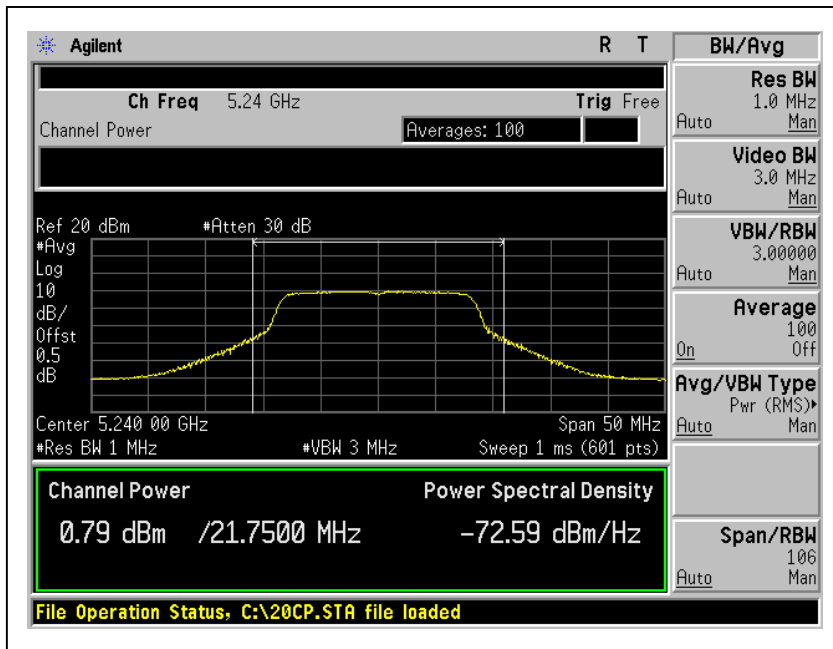 Agilent R T BW/Avg
Ch Freq 5.24 GHz Trig Free
Channel Power Averages: 100
Ref 20 dBm #Atten 30 dB
#Avg
Log
10
dB/
Offst
0.5
dB
Center 5.240 00 GHz Span 50 MHz
#Res BW 1 MHz #VBW 3 MHz Sweep 1 ms (601 pts)
Channel Power Power Spectral Density
0.79 dBm /21.7500 MHz -72.59 dBm/Hz
File Operation Status, C:\20CP.STA file loaded
Res BW
1.0 MHz
Auto Man
Video BW
3.0 MHz
Auto Man
VBW/RBW
3.00000
Auto Man
Average
100
On Off
Avg/VBW Type
Pwr (RMS)▸
Auto Man
Span/RBW
106
Auto Man